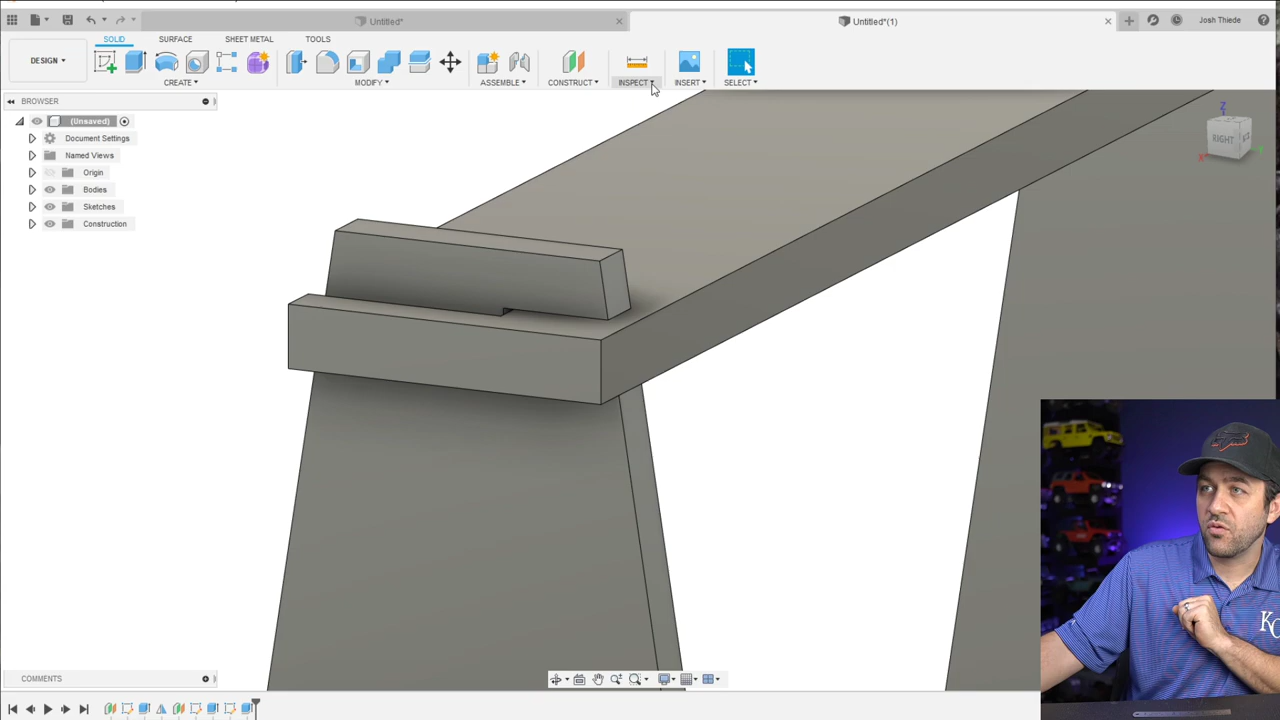 Untitled*
Untitled*(1)
Josh Thiede
DESIGN
SOLID
SURFACE
SHEET METAL
TOOLS
CREATE
MODIFY
ASSEMBLE
CONSTRUCT
INSPECT
INSERT
SELECT
BROWSER
(Unsaved)
Document Settings
Named Views
Origin
Bodies
Sketches
Construction
Z
RIGHT
X
Y
KC
COMMENTS